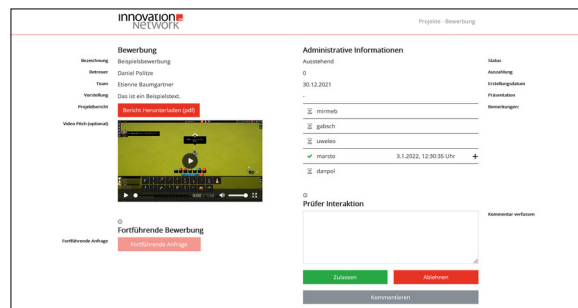 innovation
NETWORK
Projekte - Bewerbung
Bewerbung
Bezeichnung Beispielsbewerbung
Betreuer Daniel Politze
Team Etienne Baumgartner
Vorstellung Das ist ein Beispieltext.
Projektbericht Bericht Herunterladen (pdf)
Video Pitch (optional)
0:00
Fortführende Bewerbung
Fortführende Anfrage Fortführende Anfrage
Administrative Informationen
Ausstehend Status
0 Auszahlung
30.12.2021 Erstellungsdatum
- Präsentation
Bemerkungen:
mirmeb
gabsch
uweleo
marsto 3.1.2022, 12:30:35 Uhr +
danpol
Prüfer Interaktion
Kommentar verfassen
Zulassen Ablehnen
Kommentieren